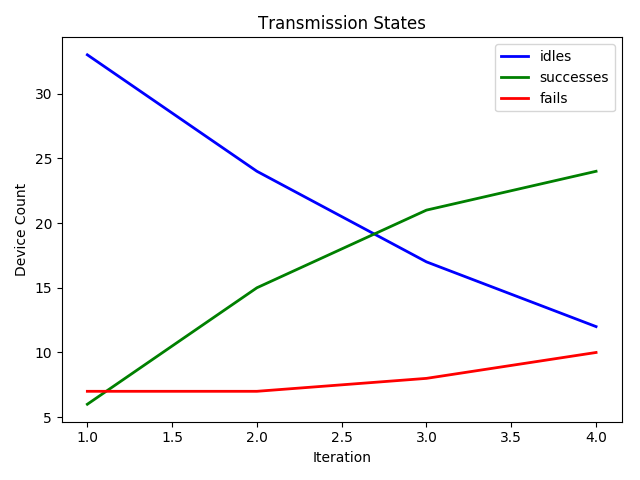 Transmission States
idles
successes
fails
Device Count
30
25
20
15
10
5
1.0 1.5 2.0 2.5 3.0 3.5 4.0
Iteration